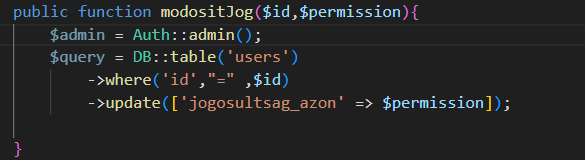 public function modositJog($id,$permission){
    $admin = Auth::admin();
    $query = DB::table('users')
        ->where('id',"=" ,$id)
        ->update(['jogosultsag_azon' => $permission]);
}